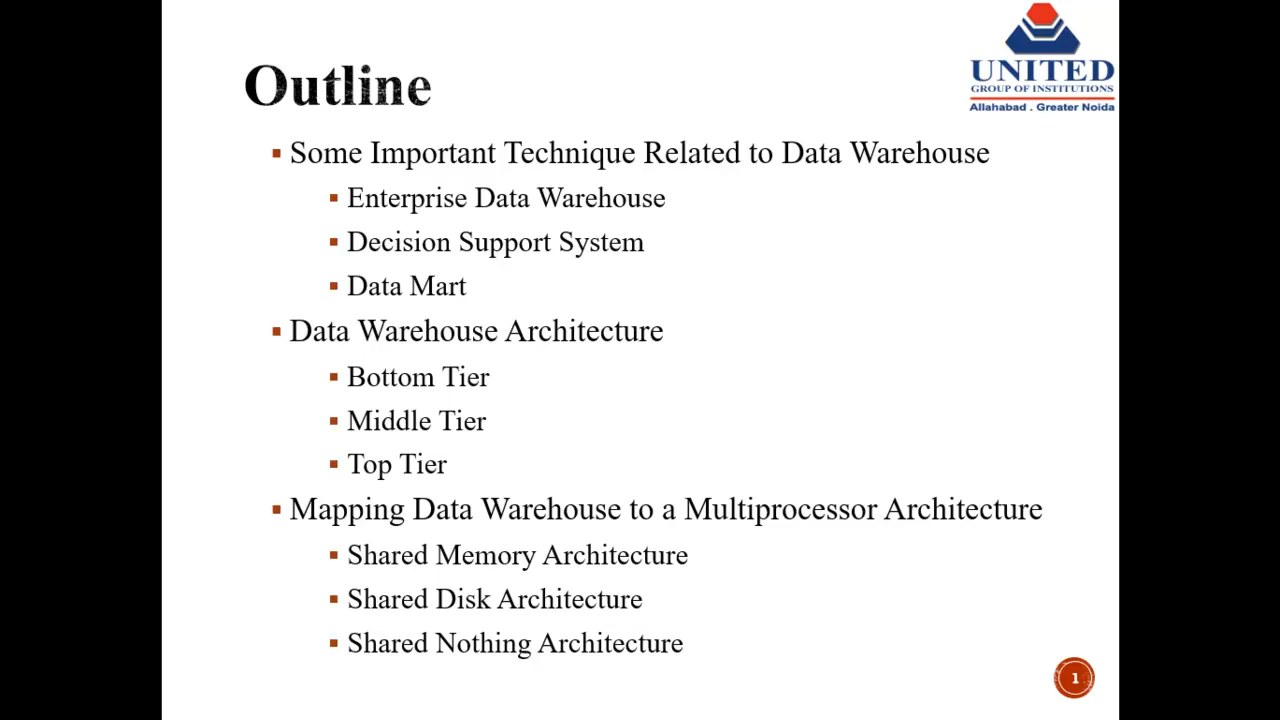 UNITED
GROUP OF INSTITUTIONS
Allahabad . Greater Noida
Outline
Some Important Technique Related to Data Warehouse
Enterprise Data Warehouse
Decision Support System
Data Mart
Data Warehouse Architecture
Bottom Tier
Middle Tier
Top Tier
Mapping Data Warehouse to a Multiprocessor Architecture
Shared Memory Architecture
Shared Disk Architecture
Shared Nothing Architecture
1